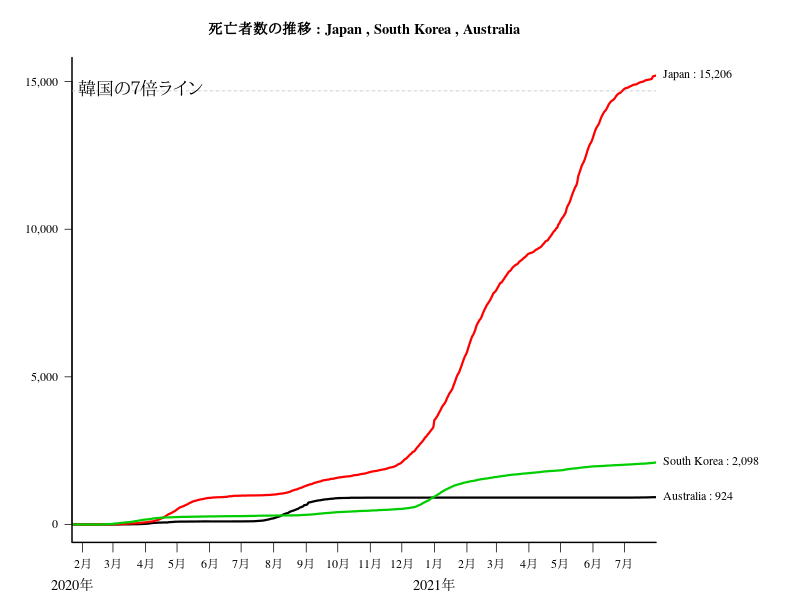 死亡者数の推移 : Japan , South Korea , Australia
15,000
韓国の7倍ライン
Japan : 15,206
10,000
5,000
South Korea : 2,098
Australia : 924
0
2月 3月 4月 5月 6月 7月 8月 9月 10月 11月 12月 1月 2月 3月 4月 5月 6月 7月
2020年 2021年